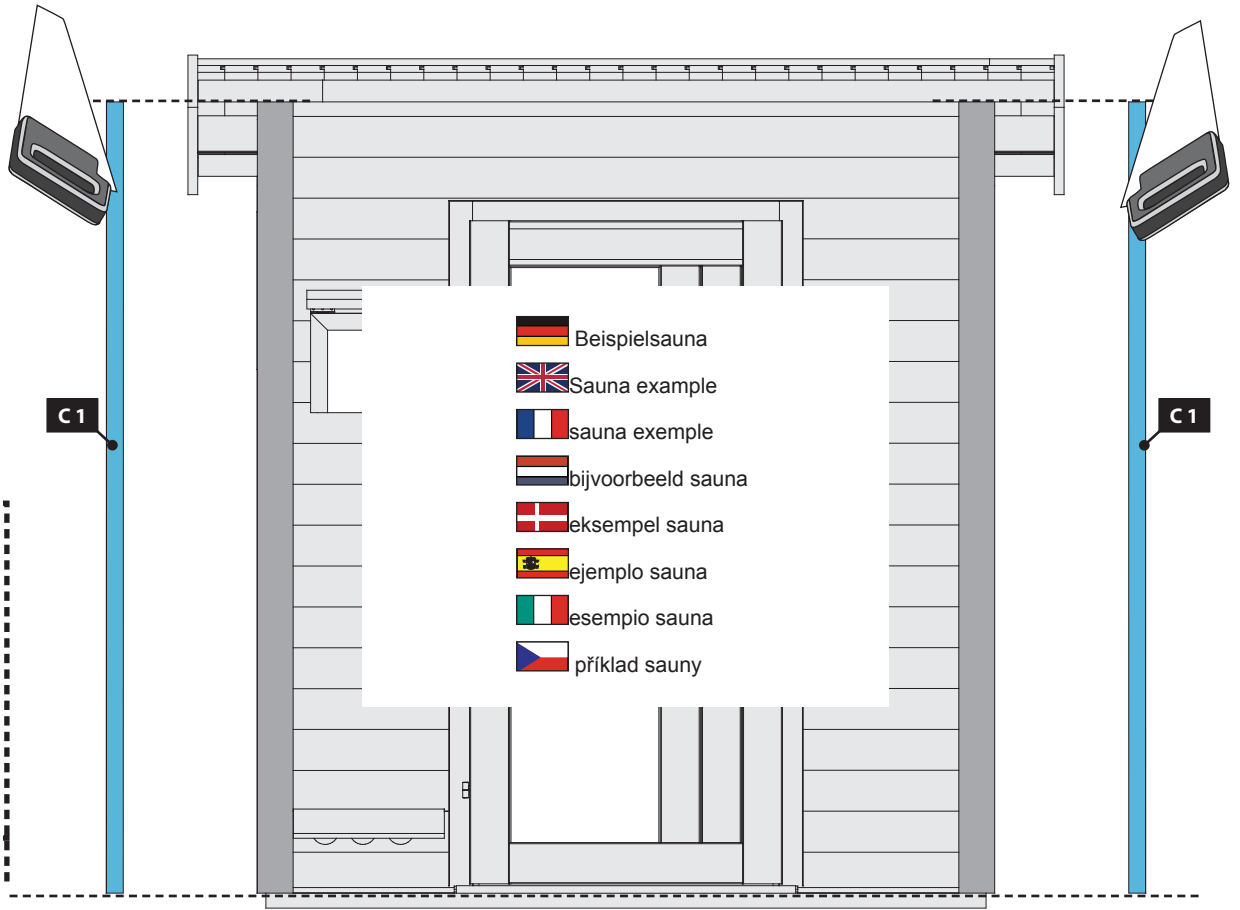 Beispielsauna
Sauna example
sauna exemple
C 1
C 1
bijvoorbeeld sauna
eksempel sauna
ejemplo sauna
esempio sauna
příklad sauny